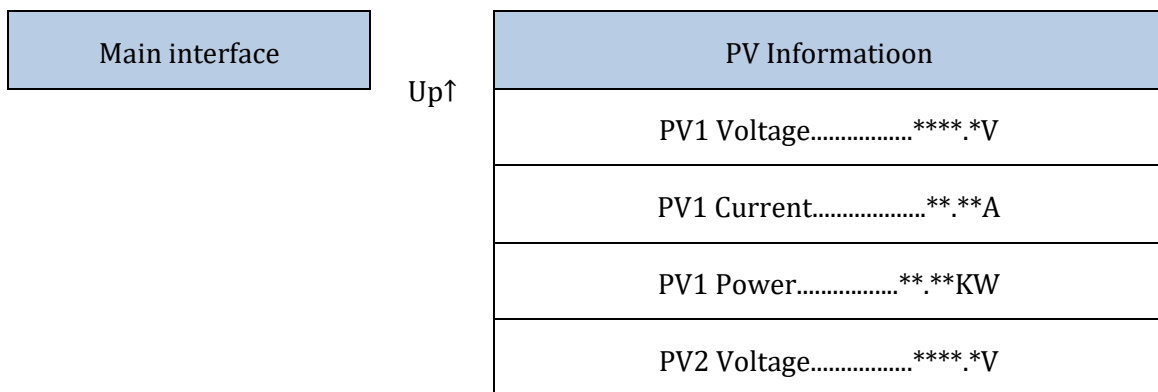 Main interface
Up↑
PV Informatioon
PV1 Voltage.................****.*V
PV1 Current...................**.**A
PV1 Power.................**.**KW
PV2 Voltage.................****.*V